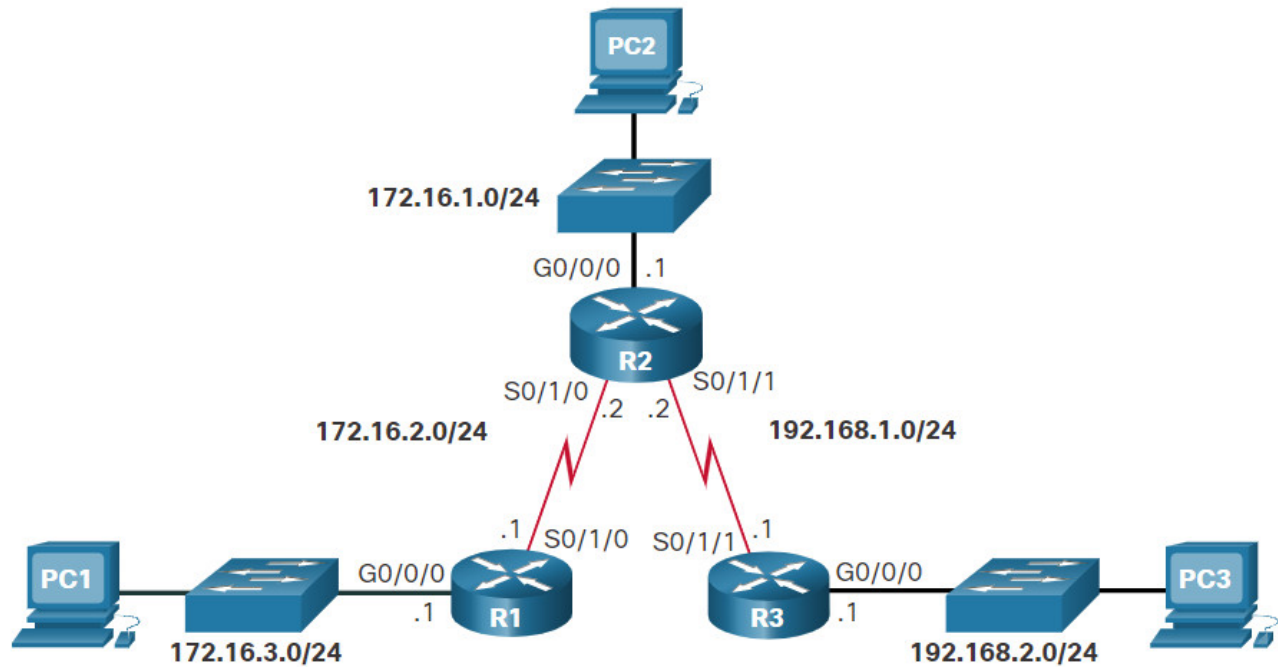 PC2
172.16.1.0/24
G0/0/0 .1
R2
S0/1/0 S0/1/1
.2 .2
172.16.2.0/24 192.168.1.0/24
.1 S0/1/0 S0/1/1 .1
PC1 G0/0/0 R1 R3 G0/0/0 PC3
.1 .1
172.16.3.0/24 192.168.2.0/24